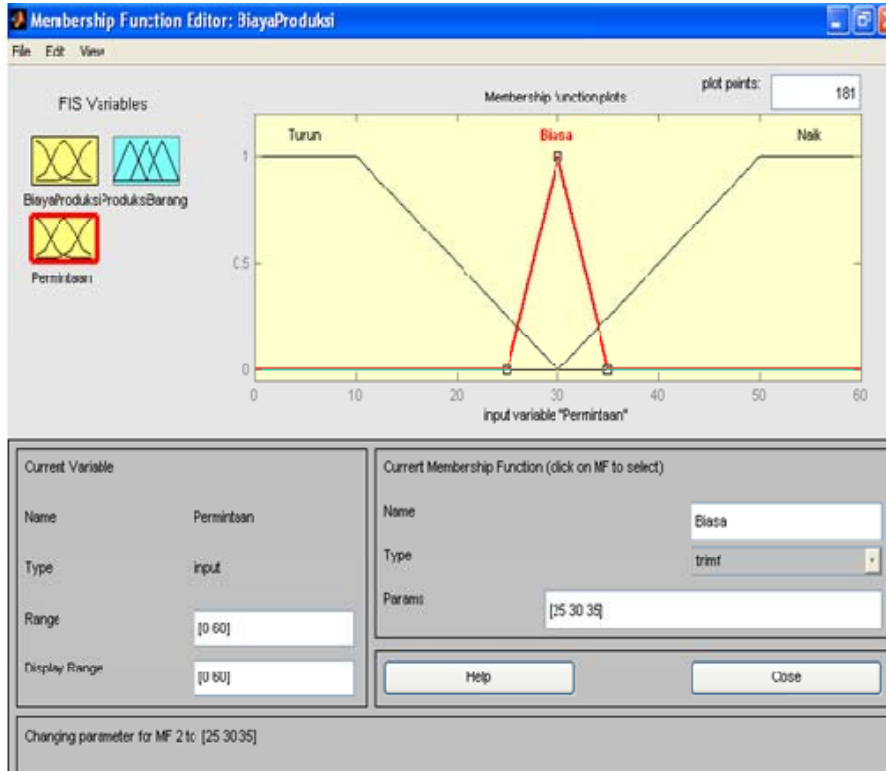 Membership Function Editor: BiayaProduksi
File Edit View
FIS Variables
BiayaProduksi ProduksBarang
Permintaan
Membership function plots
plot points:
181
Turun
Biasa
Naik
1
0.5
0
0 10 20 30 40 50 60
input variable "Permintaan"
Current Variable
Name Permintaan
Type input
Range [0 60]
Display Range [0 60]
Current Membership Function (click on MF to select)
Name Biasa
Type trimf
Params [25 30 35]
Help Close
Changing parameter for MF 2 to [25 30 35]